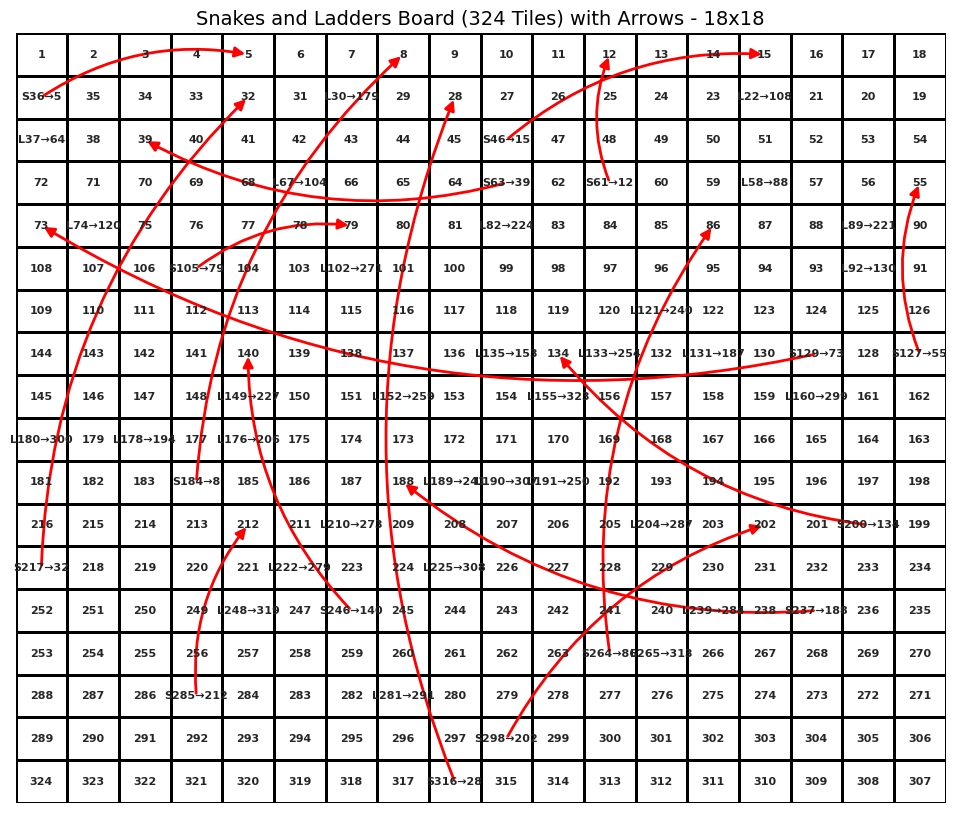 Snakes and Ladders Board (324 Tiles) with Arrows - 18x18
1 2 3 4 5 6 7 8 9 10 11 12 13 14 15 16 17 18
S36→5 35 34 33 32 31 L30→179 29 28 27 26 25 24 23 L22→108 21 20 19
L37→64 38 39 40 41 42 43 44 45 S46→15 47 48 49 50 51 52 53 54
72 71 70 69 68 L67→104 66 65 64 S63→39 62 S61→12 60 59 L58→88 57 56 55
73 L74→120 75 76 77 78 79 80 81 L82→224 83 84 85 86 87 88 L89→221 90
108 107 106 S105→79 104 103 L102→271 101 100 99 98 97 96 95 94 93 L92→130 91
109 110 111 112 113 114 115 116 117 118 119 120 L121→240 122 123 124 125 126
144 143 142 141 140 139 138 137 136 L135→158 134 L133→254 132 L131→187 130 S129→73 128 S127→55
145 146 147 148 L149→227 150 151 L152→259 153 154 L155→323 156 157 158 159 L160→299 161 162
L180→300 179 L178→194 177 L176→206 175 174 173 172 171 170 169 168 167 166 165 164 163
181 182 183 S184→8 185 186 187 188 L190→307 L191→250 192 193 194 195 196 197 198
216 215 214 213 212 211 L210→273 209 208 207 206 205 L204→287 203 202 201 S200→134 199
S217→32 218 219 220 221 L222→279 223 224 L225→308 226 227 228 229 230 231 232 233 234
252 251 250 249 L248→319 247 S246→140 245 244 243 242 241 240 L239→284 238 S237→188 236 235
253 254 255 256 257 258 259 260 261 262 263 S264→86 S265→313 266 267 268 269 270
288 287 286 S285→212 284 283 282 L281→291 280 279 278 277 276 275 274 273 272 271
289 290 291 292 293 294 295 296 297 S298→202 299 300 301 302 303 304 305 306
324 323 322 321 320 319 318 317 S316→28 315 314 313 312 311 310 309 308 307